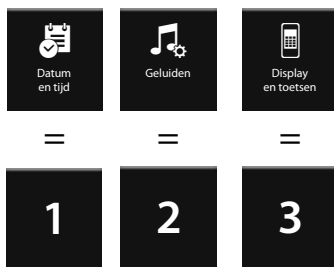 Datum
en tijd
Geluiden
Display
en toetsen
= = =
1 2 3